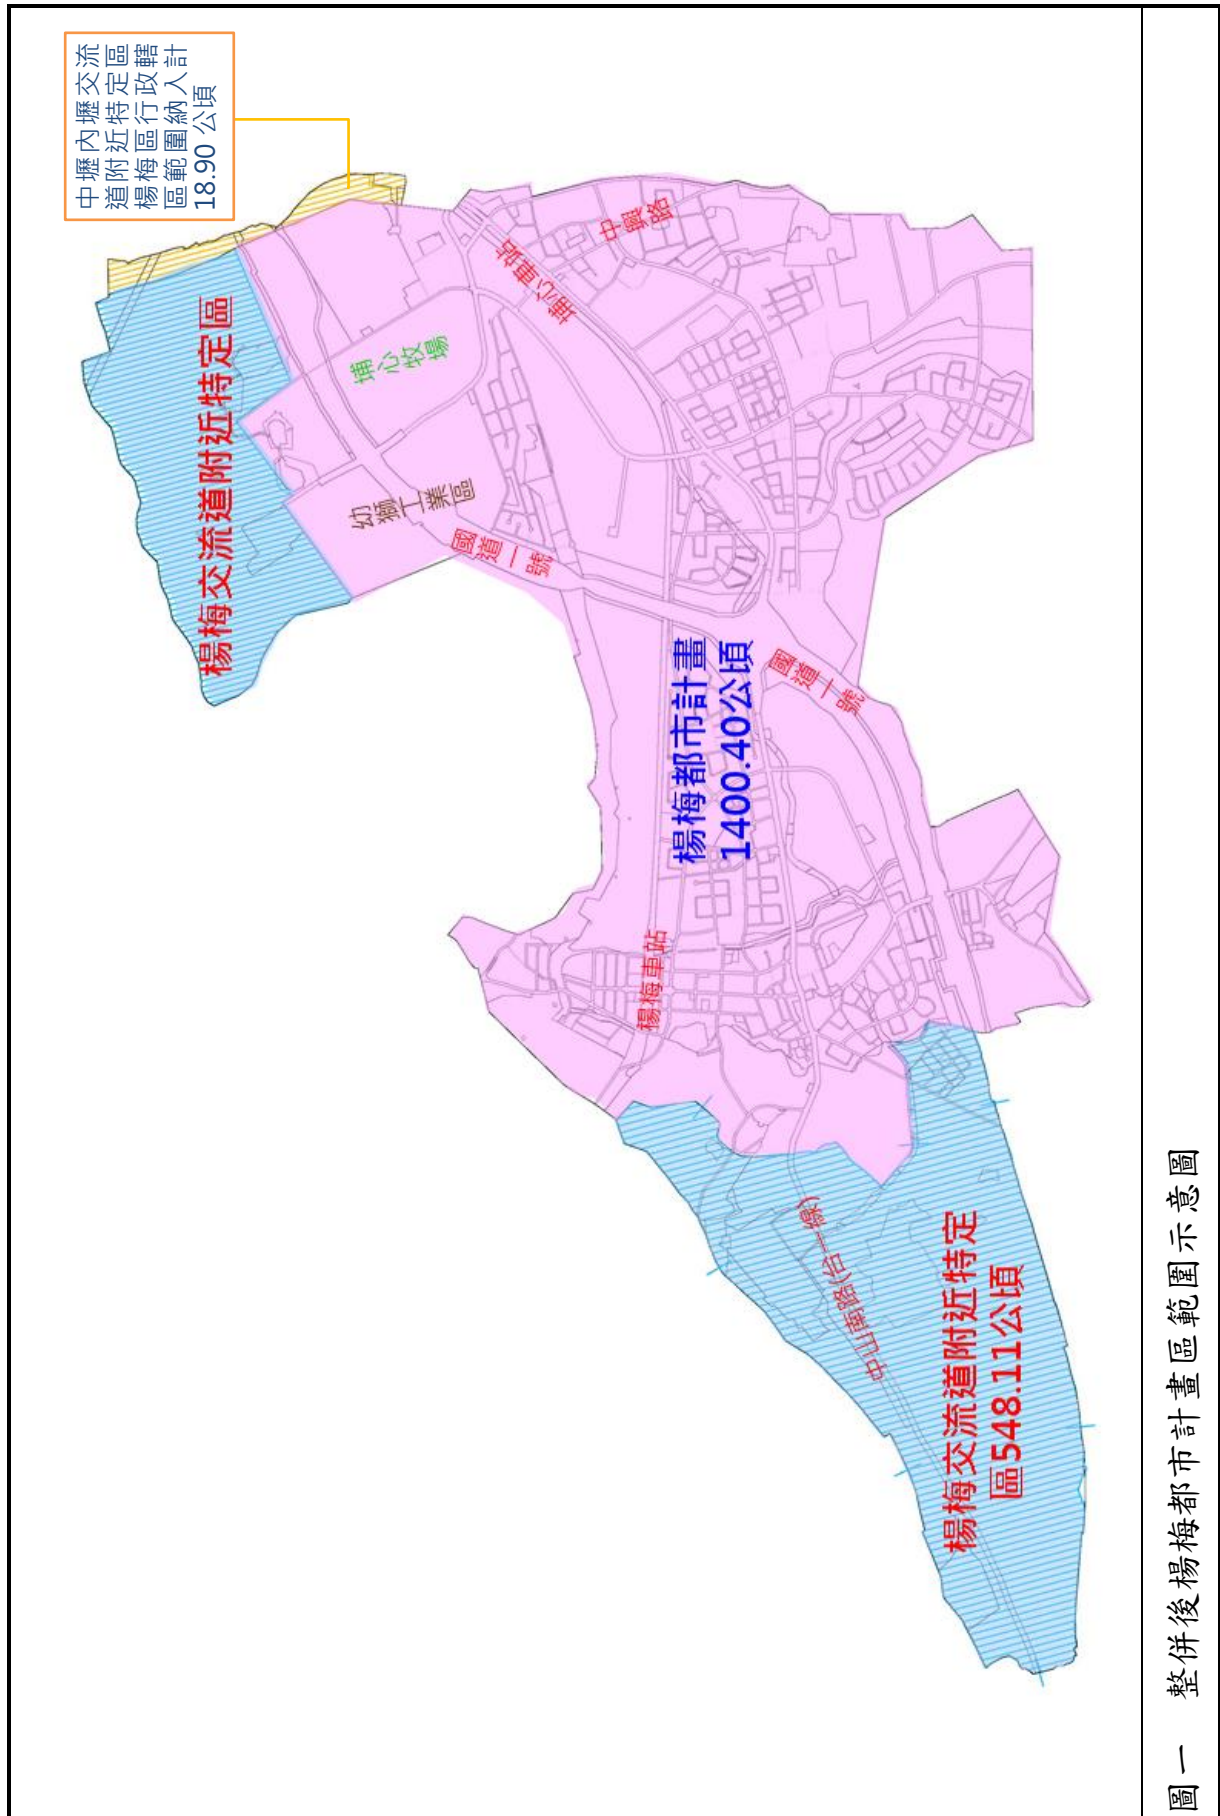 中壢內壢交流
道附近特定區
楊梅區行政轄
區範圍納入計
18.90 公頃
楊梅交流道附近特定區
埔心牧場
埔心車站
中興路
幼獅工業區
國道一號
楊梅都市計畫
1400.40公頃
國道一號
楊梅車站
中山南路(台一線)
楊梅交流道附近特定
區548.11公頃
圖一 整併後楊梅都市計畫區範圍示意圖